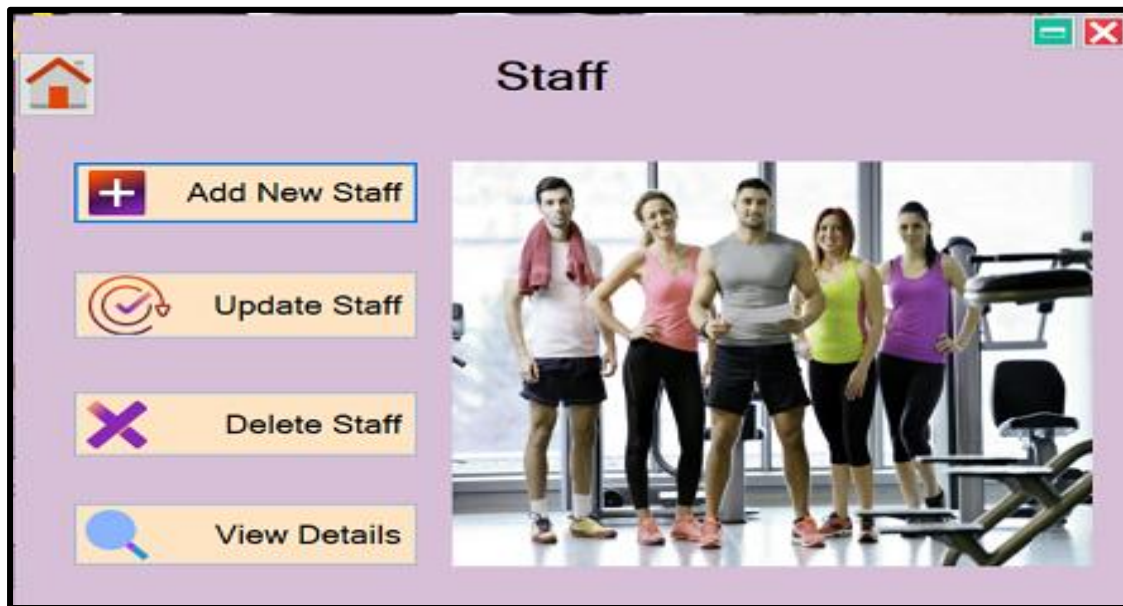 Staff
Add New Staff
Update Staff
Delete Staff
View Details